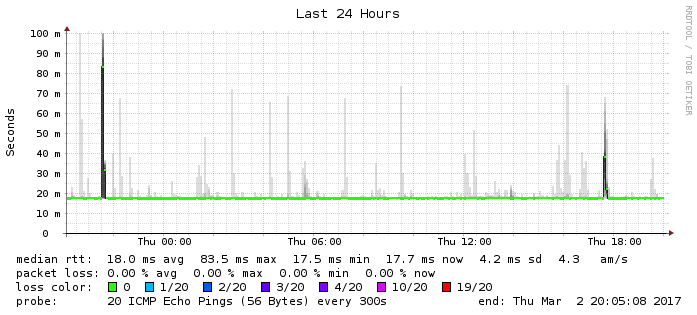 Last 24 Hours
RRDTOOL / TOBI OETIKER
Seconds
100 m
90 m
80 m
70 m
60 m
50 m
40 m
30 m
20 m
10 m
0
Thu 00:00 Thu 06:00 Thu 12:00 Thu 18:00
median rtt: 18.0 ms avg 83.5 ms max 17.5 ms min 17.7 ms now 4.2 ms sd 4.3 am/s
packet loss: 0.00 % avg 0.00 % max 0.00 % min 0.00 % now
loss color: 0 1/20 2/20 3/20 4/20 10/20 19/20
probe: 20 ICMP Echo Pings (56 Bytes) every 300s end: Thu Mar 2 20:05:08 2017